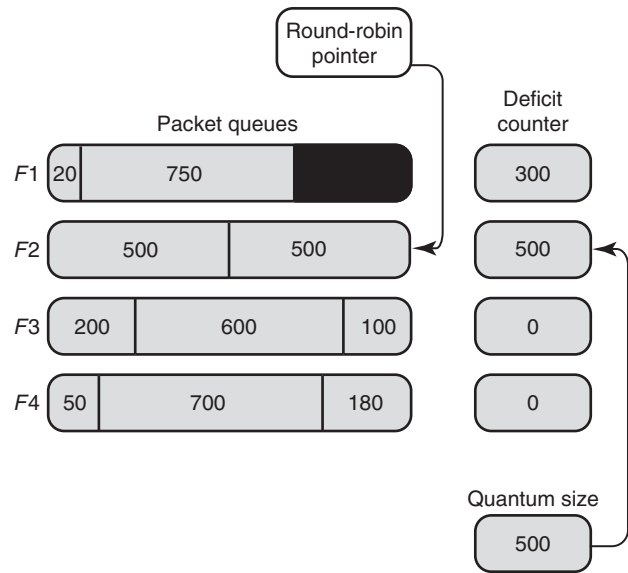 Round-robin
pointer
Packet queues
Deficit
counter
F1 20 750 300
F2 500 500 500
F3 200 600 100 0
F4 50 700 180 0
Quantum size
500